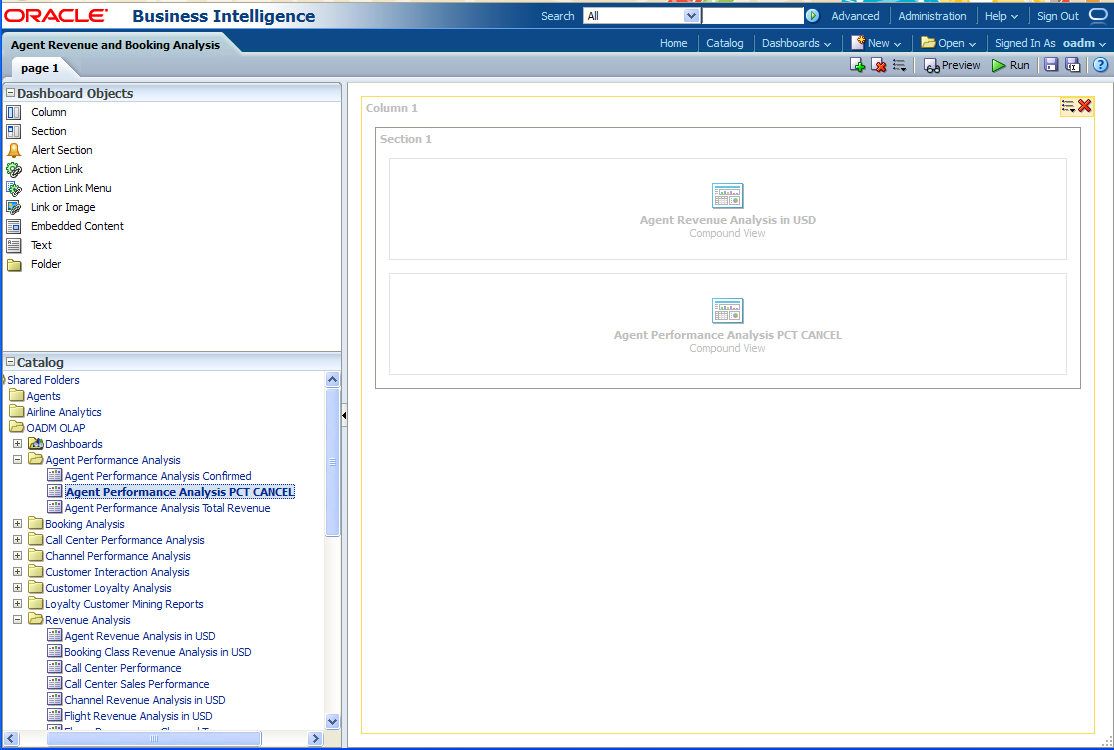 ORACLE Business Intelligence
Search All Advanced Administration Help Sign Out
Agent Revenue and Booking Analysis
Home Catalog Dashboards New Open Signed In As oadm
page 1
Preview Run
Dashboard Objects
Column
Section
Alert Section
Action Link
Action Link Menu
Link or Image
Embedded Content
Text
Folder
Catalog
Shared Folders
Agents
Airline Analytics
OADM OLAP
Dashboards
Agent Performance Analysis
Agent Performance Analysis Confirmed
Agent Performance Analysis PCT CANCEL
Agent Performance Analysis Total Revenue
Booking Analysis
Call Center Performance Analysis
Channel Performance Analysis
Customer Interaction Analysis
Customer Loyalty Analysis
Loyalty Customer Mining Reports
Revenue Analysis
Agent Revenue Analysis in USD
Booking Class Revenue Analysis in USD
Call Center Performance
Call Center Sales Performance
Channel Revenue Analysis in USD
Flight Revenue Analysis in USD
Column 1
Section 1
Agent Revenue Analysis in USD
Compound View
Agent Performance Analysis PCT CANCEL
Compound View